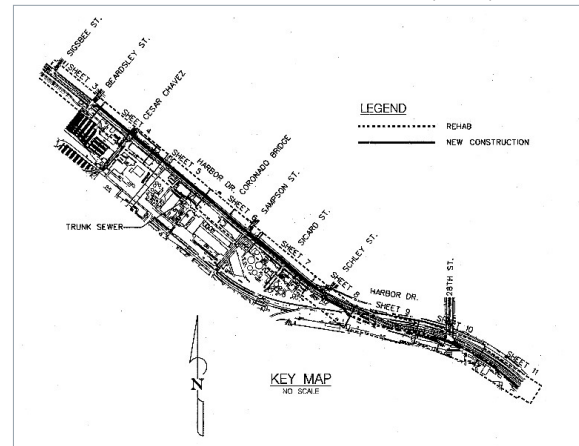 SIGSBEE ST.
SHEET 3
BEARDSLEY ST.
CESAR CHAVEZ
SHEET 4
SHEET 5
HARBOR DR.
CORONADO BRIDGE
SHEET 6
SAMPSON ST.
SICARD ST.
SHEET 7
SCHLEY ST.
SHEET 8
HARBOR DR.
SHEET 9
28TH ST.
SHEET 10
SHEET 11
TRUNK SEWER
LEGEND
REHAB
NEW CONSTRUCTION
N
KEY MAP
NO SCALE